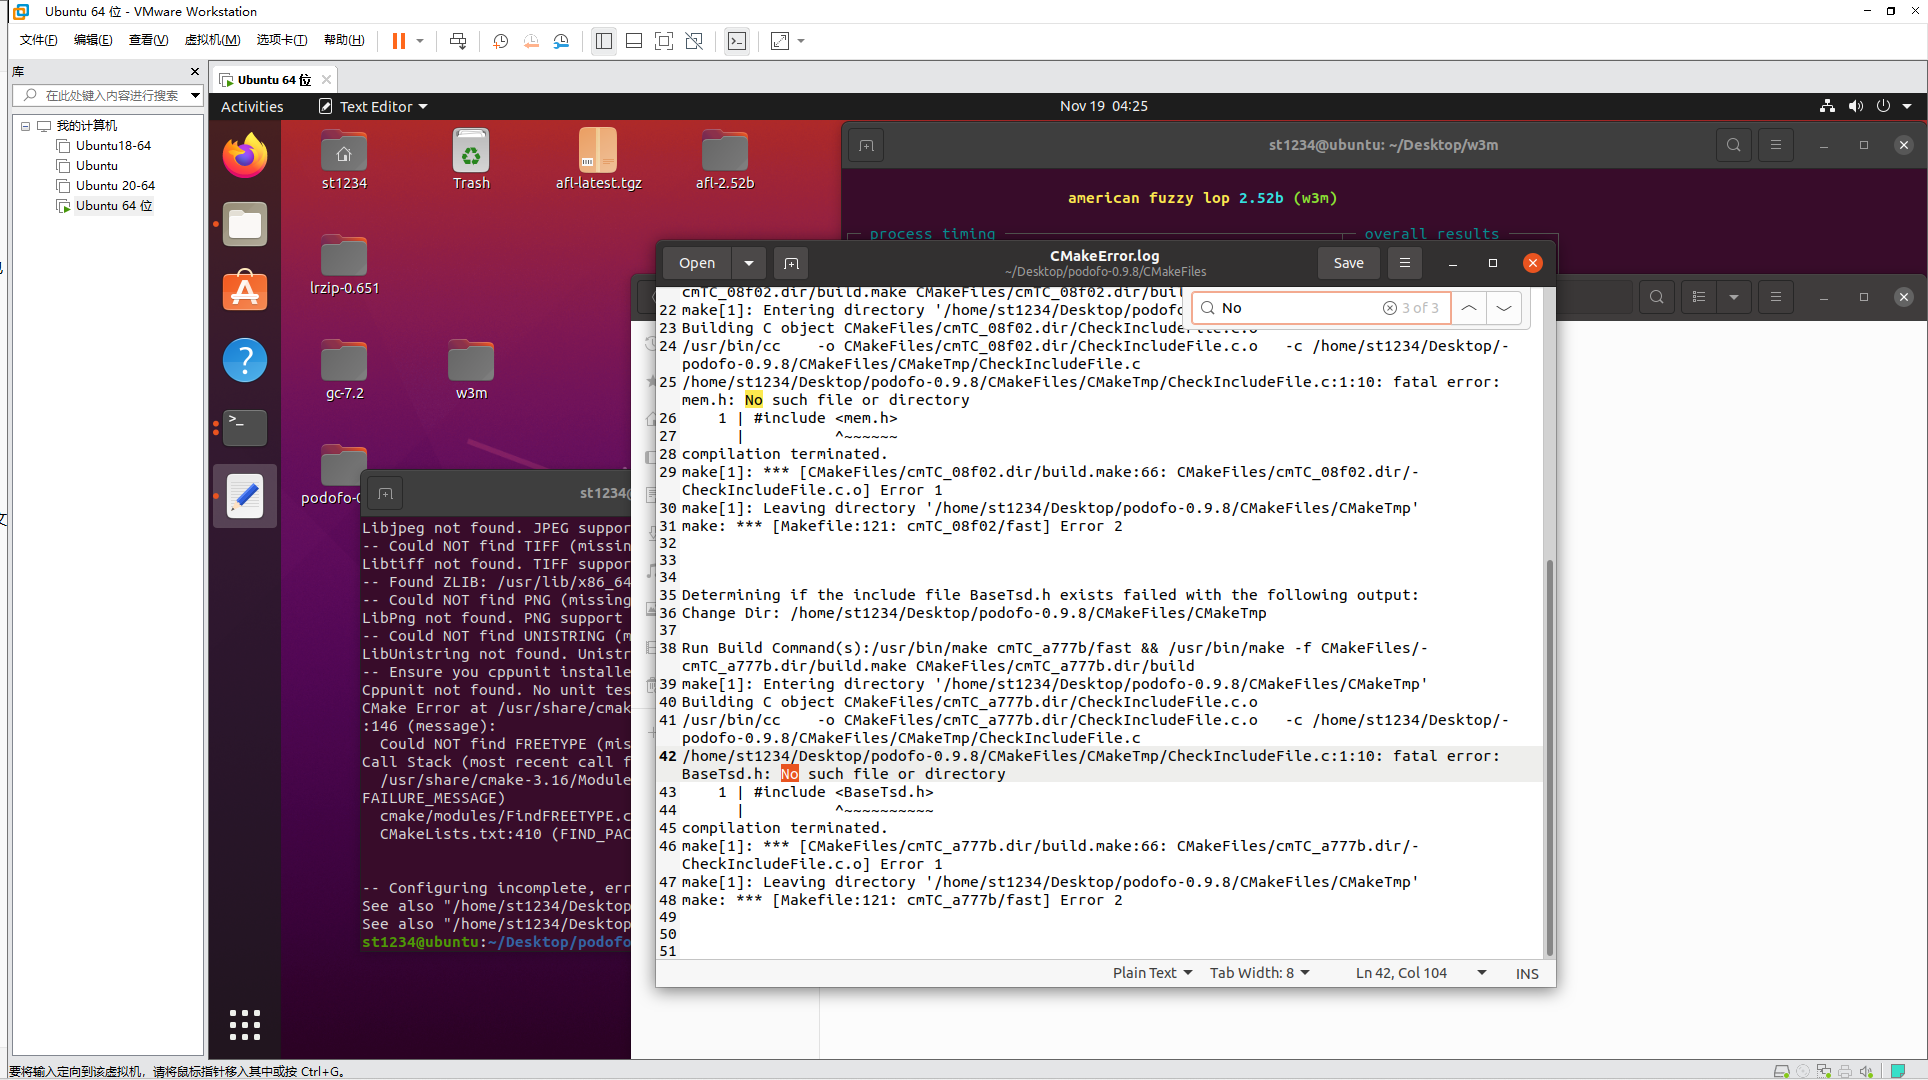 Ubuntu 64 位 - VMware Workstation
文件(F) 编辑(E) 查看(V) 虚拟机(M) 选项卡(T) 帮助(H)
库
在此处键入内容进行搜索
我的计算机
Ubuntu18-64
Ubuntu
Ubuntu 20-64
Ubuntu 64 位
Ubuntu 64 位
Activities
Text Editor
Nov 19 04:25
st1234
Trash
afl-latest.tgz
afl-2.52b
lrzip-0.651
gc-7.2
w3m
podofo-0
st1234@ubuntu: ~/Desktop/w3m
american fuzzy lop 2.52b (w3m)
process timing
overall results
st1234@
Libjpeg not found. JPEG suppor
-- Could NOT find TIFF (missin
Libtiff not found. TIFF suppor
-- Found ZLIB: /usr/lib/x86_64
-- Could NOT find PNG (missing
LibPng not found. PNG support
-- Could NOT find UNISTRING (m
LibUnistring not found. Unistr
-- Ensure you cppunit installe
Cppunit not found. No unit tes
CMake Error at /usr/share/cmak
:146 (message):
Could NOT find FREETYPE (mis
Call Stack (most recent call f
/usr/share/cmake-3.16/Module
FAILURE_MESSAGE)
cmake/modules/FindFREETYPE.c
CMakeLists.txt:410 (FIND_PAC
-- Configuring incomplete, err
See also "/home/st1234/Desktop
See also "/home/st1234/Desktop
st1234@ubuntu:~/Desktop/podofo
Open
CMakeError.log
~/Desktop/podofo-0.9.8/CMakeFiles
Save
No
3 of 3
cmTC_08f02.dir/build.make CMakeFiles/cmTC_08f02.dir/buil
22 make[1]: Entering directory '/home/st1234/Desktop/podofo
23 Building C object CMakeFiles/cmTC_08f02.dir/CheckIncludeFile.c.o
24 /usr/bin/cc    -o CMakeFiles/cmTC_08f02.dir/CheckIncludeFile.c.o   -c /home/st1234/Desktop/-
podofo-0.9.8/CMakeFiles/CMakeTmp/CheckIncludeFile.c
25 /home/st1234/Desktop/podofo-0.9.8/CMakeFiles/CMakeTmp/CheckIncludeFile.c:1:10: fatal error:
mem.h: No such file or directory
26     1 | #include <mem.h>
27       |          ^~~~~~~
28 compilation terminated.
29 make[1]: *** [CMakeFiles/cmTC_08f02.dir/build.make:66: CMakeFiles/cmTC_08f02.dir/-
CheckIncludeFile.c.o] Error 1
30 make[1]: Leaving directory '/home/st1234/Desktop/podofo-0.9.8/CMakeFiles/CMakeTmp'
31 make: *** [Makefile:121: cmTC_08f02/fast] Error 2
32
33
34
35 Determining if the include file BaseTsd.h exists failed with the following output:
36 Change Dir: /home/st1234/Desktop/podofo-0.9.8/CMakeFiles/CMakeTmp
37
38 Run Build Command(s):/usr/bin/make cmTC_a777b/fast && /usr/bin/make -f CMakeFiles/-
cmTC_a777b.dir/build.make CMakeFiles/cmTC_a777b.dir/build
39 make[1]: Entering directory '/home/st1234/Desktop/podofo-0.9.8/CMakeFiles/CMakeTmp'
40 Building C object CMakeFiles/cmTC_a777b.dir/CheckIncludeFile.c.o
41 /usr/bin/cc    -o CMakeFiles/cmTC_a777b.dir/CheckIncludeFile.c.o   -c /home/st1234/Desktop/-
podofo-0.9.8/CMakeFiles/CMakeTmp/CheckIncludeFile.c
42 /home/st1234/Desktop/podofo-0.9.8/CMakeFiles/CMakeTmp/CheckIncludeFile.c:1:10: fatal error:
BaseTsd.h: No such file or directory
43     1 | #include <BaseTsd.h>
44       |          ^~~~~~~~~~~
45 compilation terminated.
46 make[1]: *** [CMakeFiles/cmTC_a777b.dir/build.make:66: CMakeFiles/cmTC_a777b.dir/-
CheckIncludeFile.c.o] Error 1
47 make[1]: Leaving directory '/home/st1234/Desktop/podofo-0.9.8/CMakeFiles/CMakeTmp'
48 make: *** [Makefile:121: cmTC_a777b/fast] Error 2
49
50
51
Plain Text
Tab Width: 8
Ln 42, Col 104
INS
要将输入定向到该虚拟机，请将鼠标指针移入其中或按 Ctrl+G。